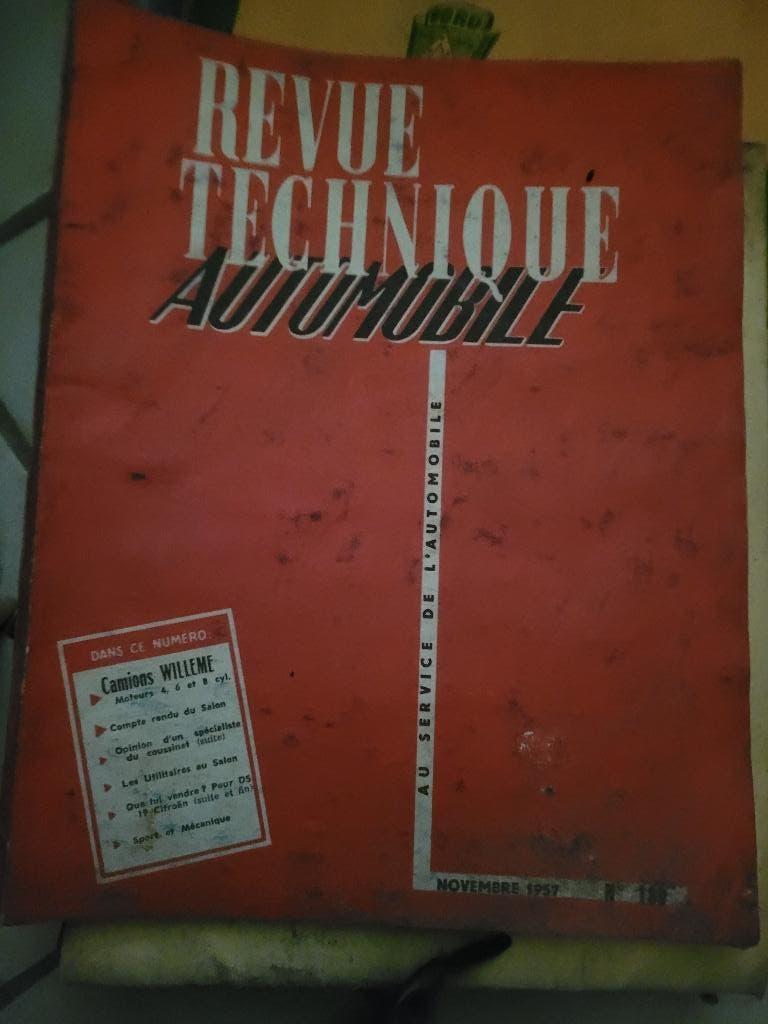 FORD
REVUE
TECHNIQUE
AUTOMOBILE
AU SERVICE DE L'AUTOMOBILE
DANS CE NUMERO:
Camions WILLEME
Moteurs 4, 6 et 8 cyl.
Compte rendu du Salon
Opinion d'un spécialiste
du coussinet (suite)
Les Utilitaires au Salon
Que lui vendre? Pour DS
19 Citroën (suite et fin)
Sport et Mécanique
NOVEMBRE 1957 N°